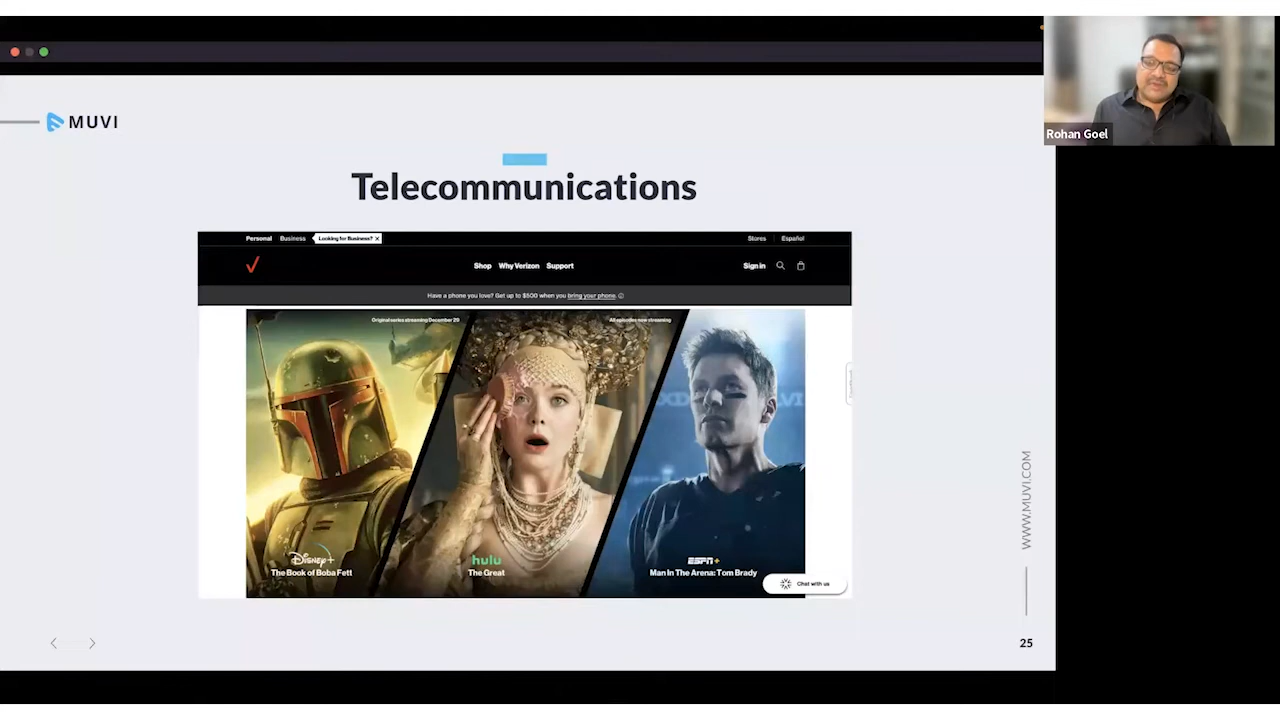 MUVI
Rohan Goel
Telecommunications
Personal Business Looking for Business? X
Stores Español
Shop Why Verizon Support
Sign in
Have a phone you love? Get up to $500 when you bring your phone.
Original series streaming December 29
All episodes now streaming
Disney+
The Book of Boba Fett
hulu
The Great
ESPN+
Man In The Arena: Tom Brady
Chat with us
WWW.MUVI.COM
25